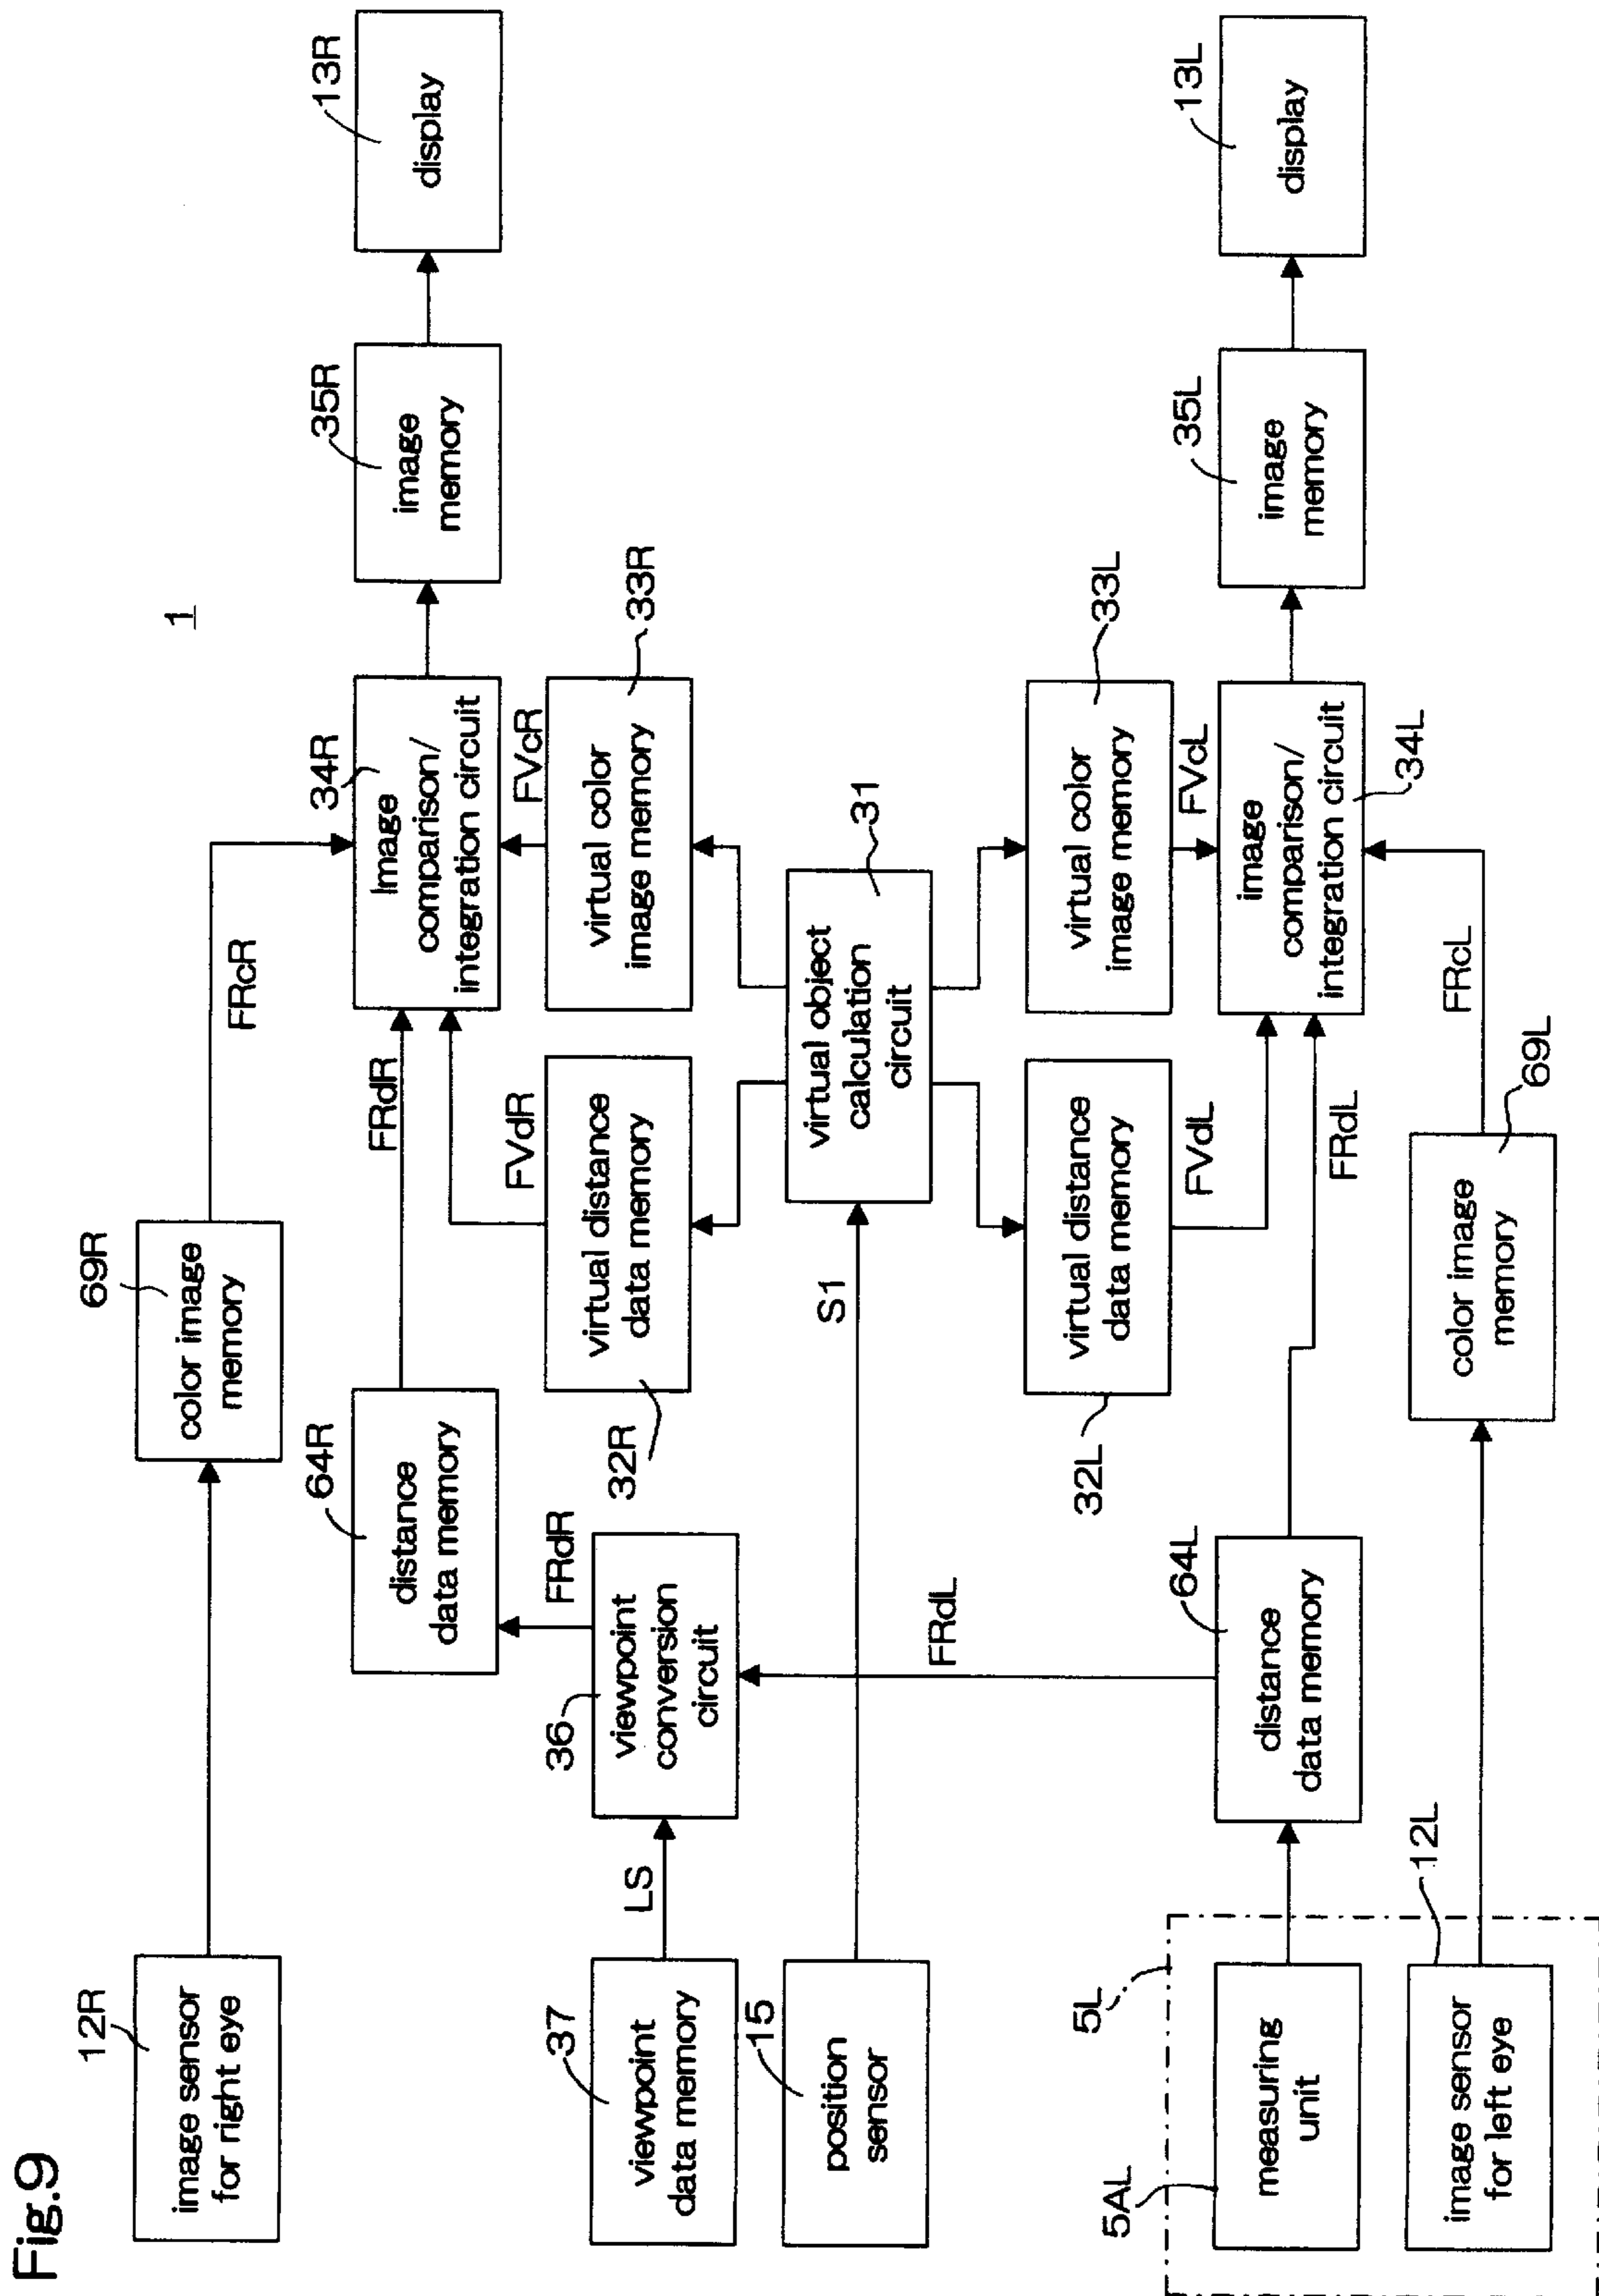 Fig.9
1
12R
image sensor
for right eye
69R
color image
memory
FRcR
34R
Image
comparison/
integration circuit
35R
image
memory
13R
display
64R
distance
data memory
FRdR
FRdR
FVdR
FVcR
32R
virtual distance
data memory
33R
virtual color
image memory
37
viewpoint
data memory
LS
36
viewpoint
conversion
circuit
15
position
sensor
S1
31
virtual object
calculation
circuit
FRdL
32L
virtual distance
data memory
33L
virtual color
image memory
FVdL
FVcL
5L
5AL
measuring
unit
64L
distance
data memory
FRdL
34L
image
comparison/
integration circuit
35L
image
memory
13L
display
12L
image sensor
for left eye
69L
color image
memory
FRcL